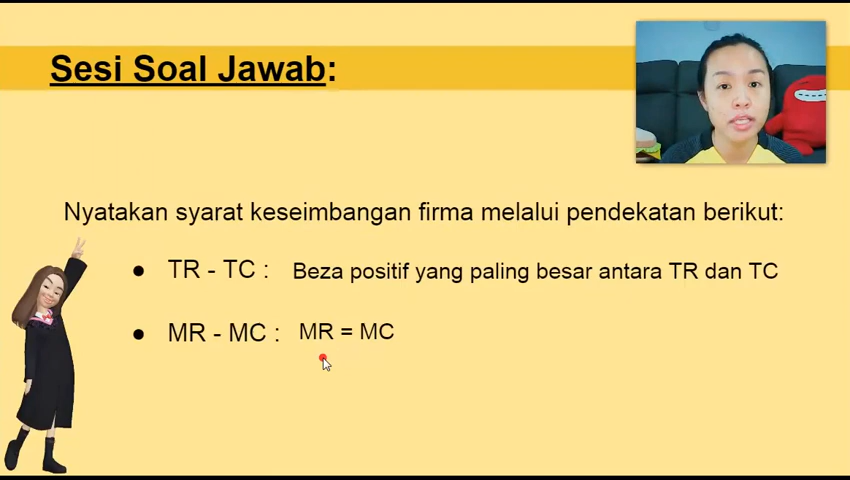 Sesi Soal Jawab:
Nyatakan syarat keseimbangan firma melalui pendekatan berikut:
● TR - TC : Beza positif yang paling besar antara TR dan TC
● MR - MC : MR = MC